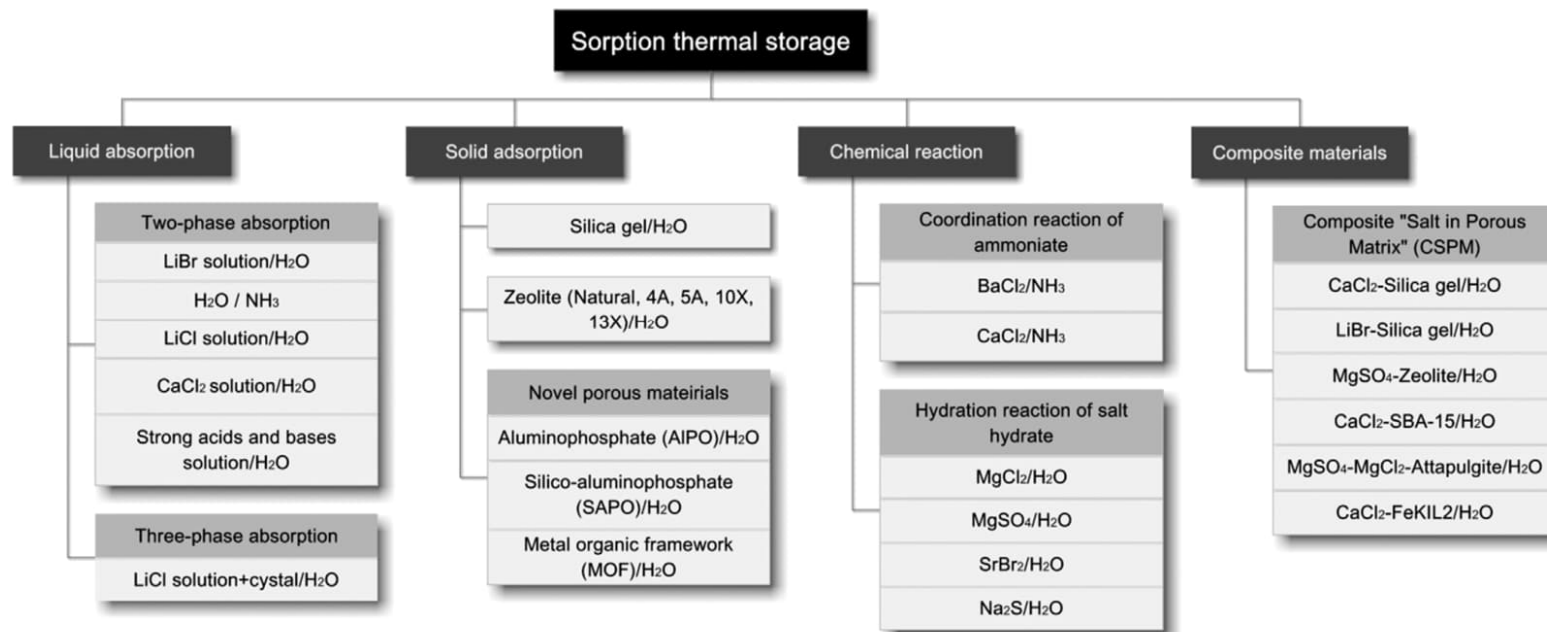 Sorption thermal storage
Liquid absorption
Two-phase absorption
LiBr solution/H₂O
H₂O / NH₃
LiCl solution/H₂O
CaCl₂ solution/H₂O
Strong acids and bases
solution/H₂O
Three-phase absorption
LiCl solution+cystal/H₂O
Solid adsorption
Silica gel/H₂O
Zeolite (Natural, 4A, 5A, 10X,
13X)/H₂O
Novel porous mateirials
Aluminophosphate (AlPO)/H₂O
Silico-aluminophosphate
(SAPO)/H₂O
Metal organic framework
(MOF)/H₂O
Chemical reaction
Coordination reaction of
ammoniate
BaCl₂/NH₃
CaCl₂/NH₃
Hydration reaction of salt
hydrate
MgCl₂/H₂O
MgSO₄/H₂O
SrBr₂/H₂O
Na₂S/H₂O
Composite materials
Composite "Salt in Porous
Matrix" (CSPM)
CaCl₂-Silica gel/H₂O
LiBr-Silica gel/H₂O
MgSO₄-Zeolite/H₂O
CaCl₂-SBA-15/H₂O
MgSO₄-MgCl₂-Attapulgite/H₂O
CaCl₂-FeKIL2/H₂O